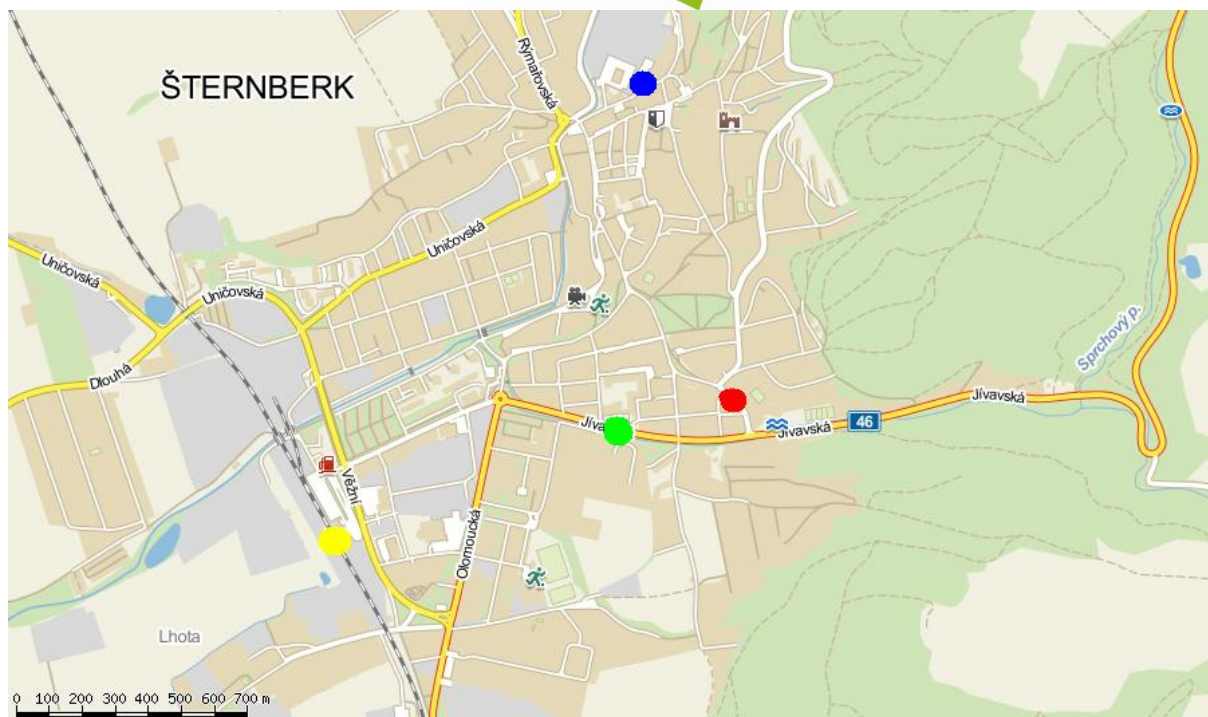 Rýmařovská
ŠTERNBERK
Uničovská
Uničovská
Uničovská
Dlouhá
Sprchový p.
Jívavská
46
Jívavská
Jíva
Věžní
Olomoucká
Lhota
0 100 200 300 400 500 600 700 m